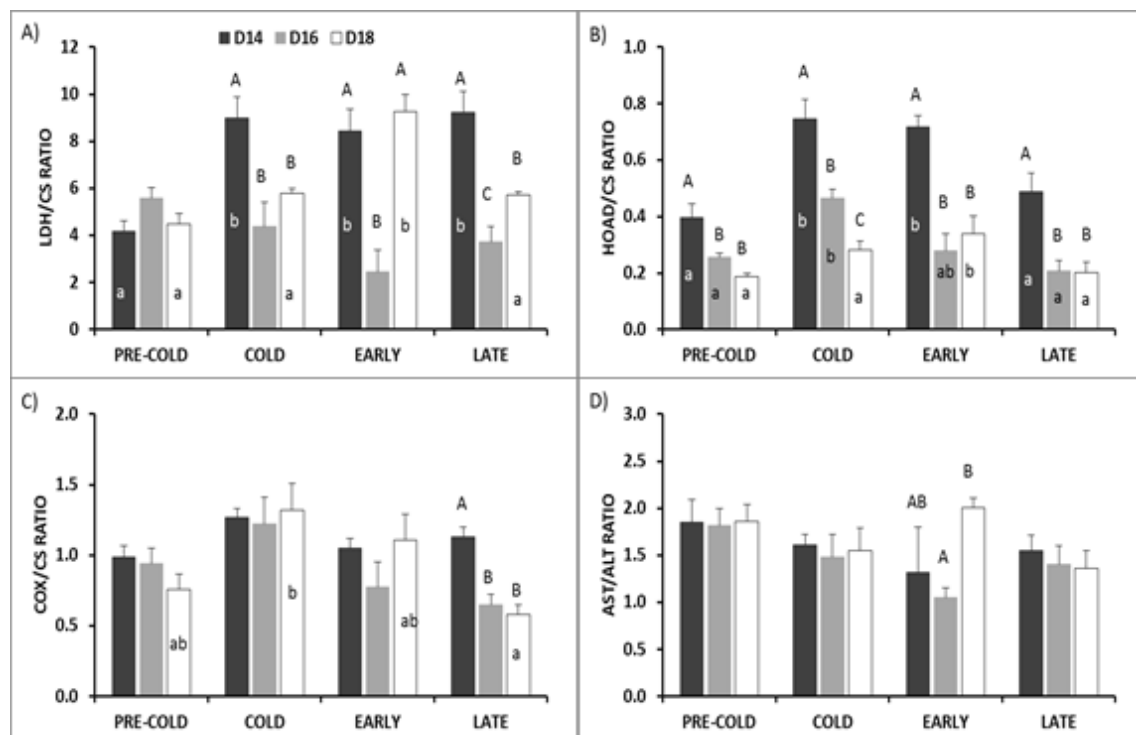 A)
D14 D16 D18
12
10
8
6
4
2
0
LDH/CS RATIO
A
B
B
A
B
A
A
C
B
a
a
b
a
b
b
b
a
PRE-COLD COLD EARLY LATE
B)
1.0
0.8
0.6
0.4
0.2
0.0
HOAD/CS RATIO
A
B
B
A
B
C
A
B
B
A
B
B
a
a
a
b
b
a
b
ab
b
a
a
a
PRE-COLD COLD EARLY LATE
C)
2.0
1.5
1.0
0.5
0.0
COX/CS RATIO
A
B
B
ab
b
ab
a
PRE-COLD COLD EARLY LATE
D)
3.0
2.5
2.0
1.5
1.0
0.5
0.0
AST/ALT RATIO
AB
A
B
PRE-COLD COLD EARLY LATE